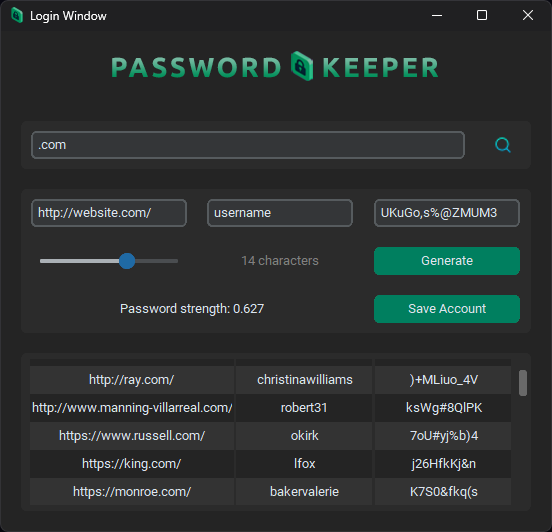 Login Window
PASSWORD KEEPER
.com
http://website.com/ username UKuGo,s%@ZMUM3
14 characters Generate
Password strength: 0.627 Save Account
http://ray.com/ christinawilliams )+MLiuo_4V
http://www.manning-villarreal.com/ robert31 ksWg#8QlPK
https://www.russell.com/ okirk 7oU#yj%b)4
https://king.com/ lfox j26HfkKj&n
https://monroe.com/ bakervalerie K7S0&fkq(s